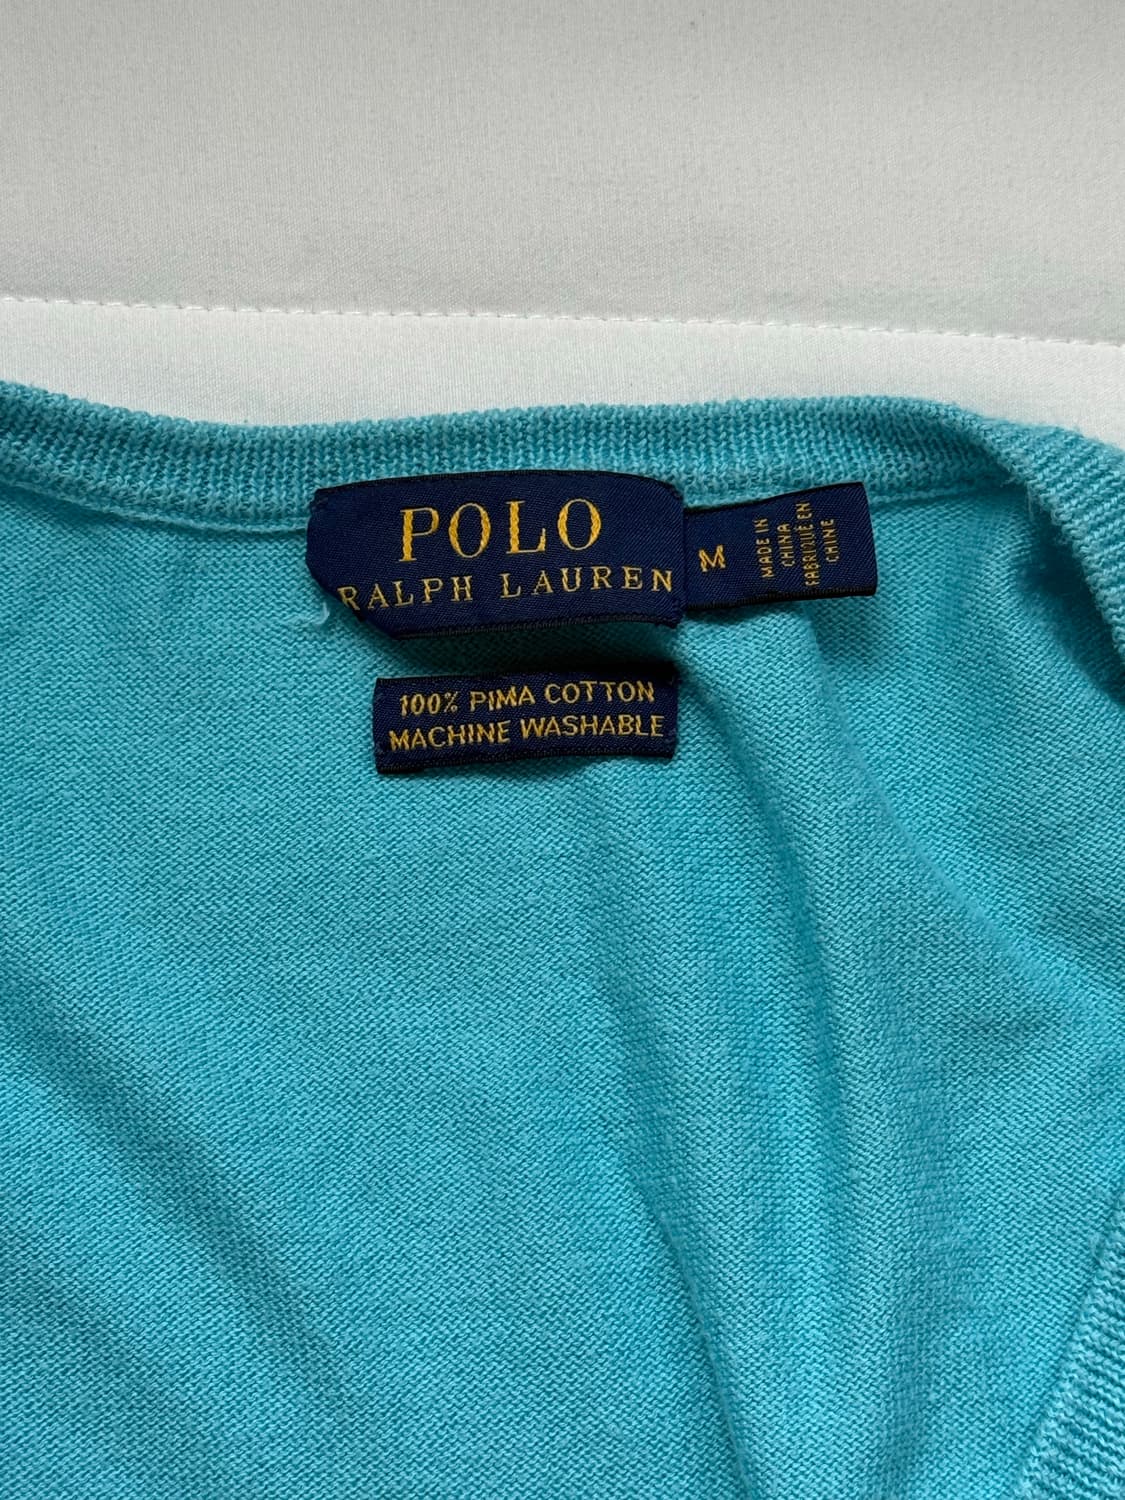 POLO
RALPH LAUREN
M
MADE IN
CHINA
FABRIQUÉ EN
CHINE
100% PIMA COTTON
MACHINE WASHABLE